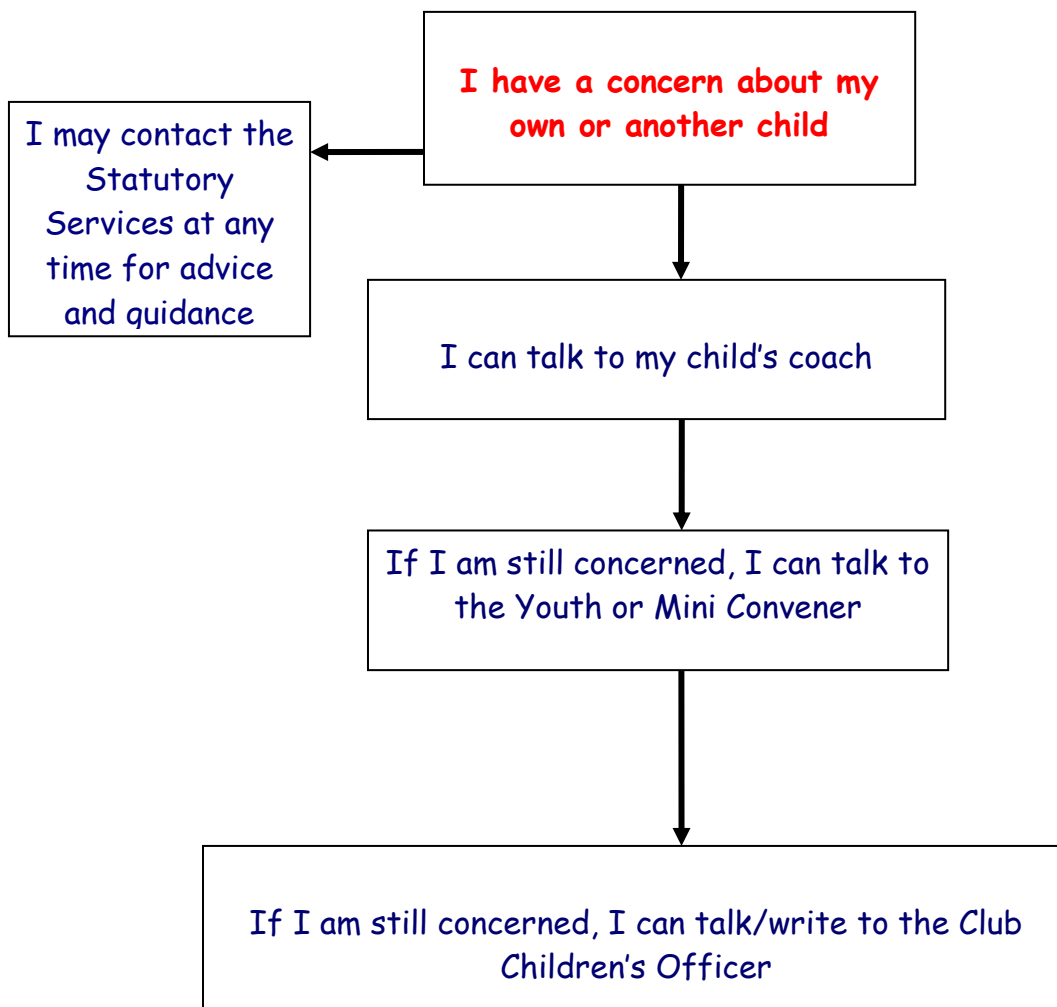 I have a concern about my
own or another child
I may contact the
Statutory
Services at any
time for advice
and guidance
I can talk to my child's coach
If I am still concerned, I can talk to
the Youth or Mini Convener
If I am still concerned, I can talk/write to the Club
Children's Officer